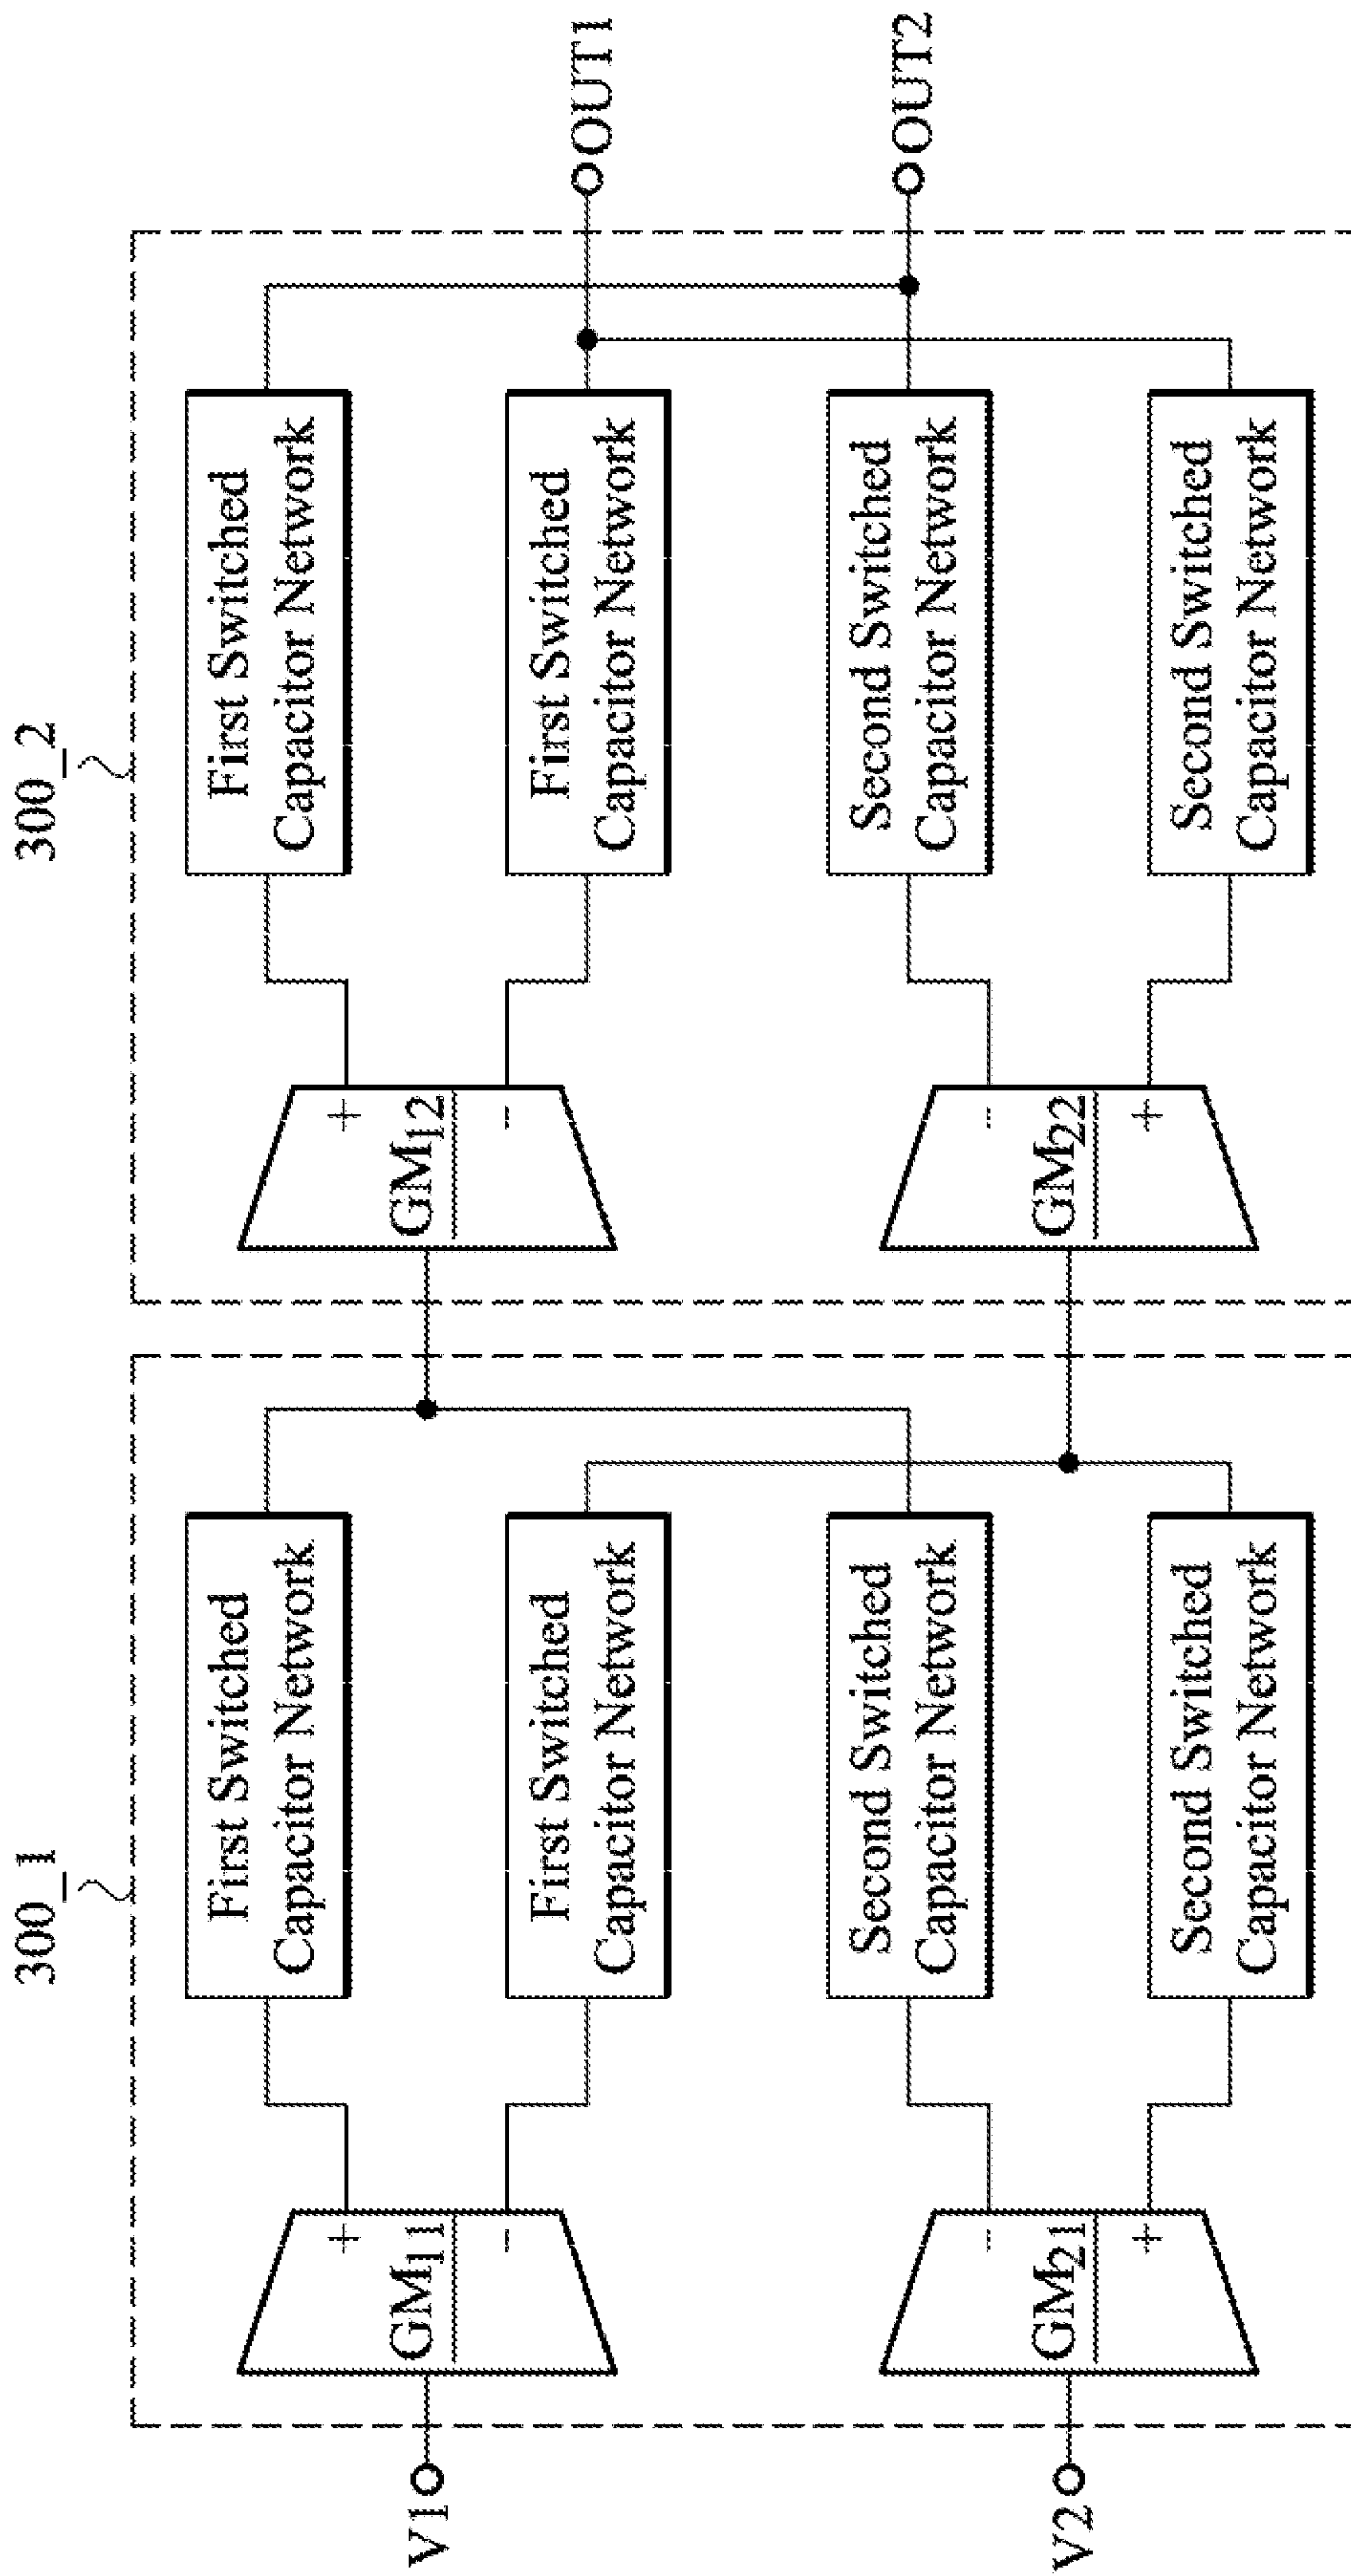 300_1
300_2
V1
GM11
+
-
First Switched
Capacitor Network
First Switched
Capacitor Network
V2
GM21
-
+
Second Switched
Capacitor Network
Second Switched
Capacitor Network
GM12
+
-
First Switched
Capacitor Network
First Switched
Capacitor Network
GM22
-
+
Second Switched
Capacitor Network
Second Switched
Capacitor Network
OUT1
OUT2